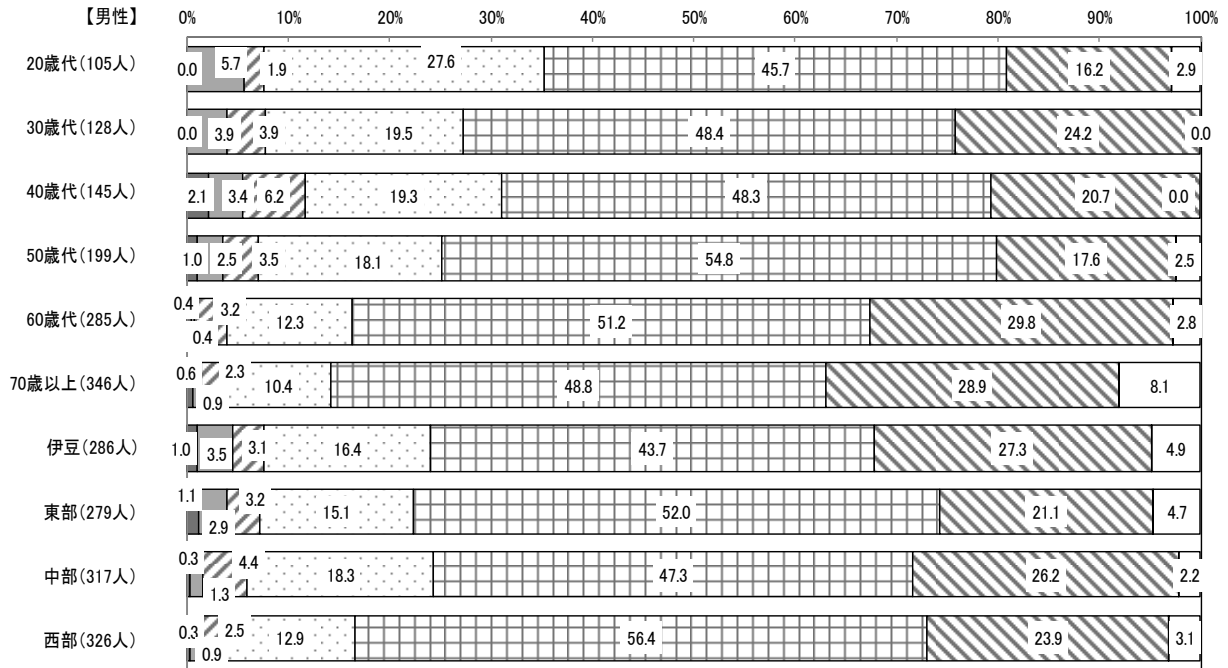 【男性】 0% 10% 20% 30% 40% 50% 60% 70% 80% 90% 100%
20歳代(105人) 0.0 5.7 1.9 27.6 45.7 16.2 2.9
30歳代(128人) 0.0 3.9 3.9 19.5 48.4 24.2 0.0
40歳代(145人) 2.1 3.4 6.2 19.3 48.3 20.7 0.0
50歳代(199人) 1.0 2.5 3.5 18.1 54.8 17.6 2.5
60歳代(285人) 0.4 0.4 3.2 12.3 51.2 29.8 2.8
70歳以上(346人) 0.6 0.9 2.3 10.4 48.8 28.9 8.1
伊豆(286人) 1.0 3.5 3.1 16.4 43.7 27.3 4.9
東部(279人) 1.1 2.9 3.2 15.1 52.0 21.1 4.7
中部(317人) 0.3 1.3 4.4 18.3 47.3 26.2 2.2
西部(326人) 0.3 0.9 2.5 12.9 56.4 23.9 3.1